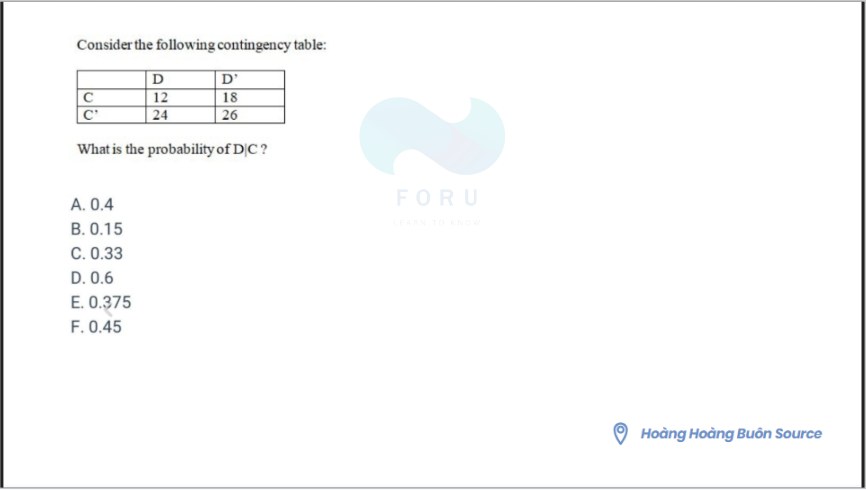 Consider the following contingency table:
D D'
C 12 18
C' 24 26
What is the probability of D|C ?
FORU
A. 0.4
B. 0.15
C. 0.33
D. 0.6
E. 0.375
F. 0.45
Hoàng Hoàng Buôn Source